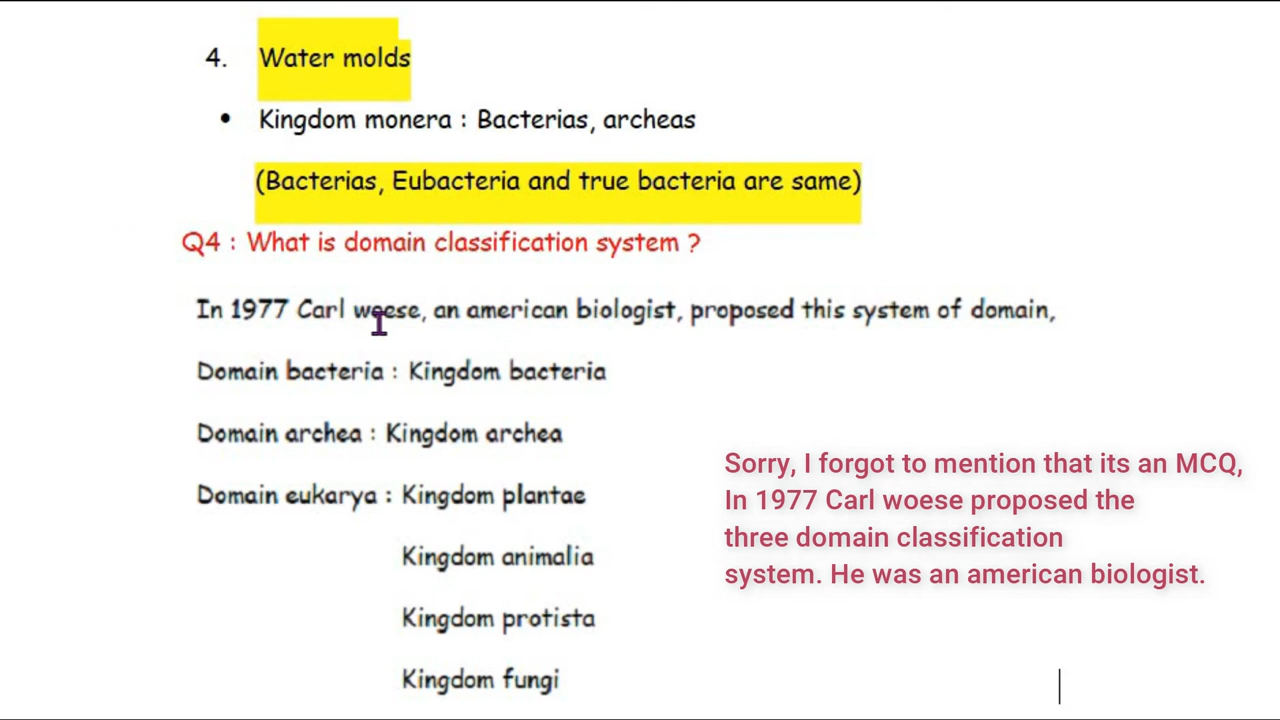 4. Water molds
• Kingdom monera : Bacterias, archeas
(Bacterias, Eubacteria and true bacteria are same)
Q4 : What is domain classification system ?
In 1977 Carl woese, an american biologist, proposed this system of domain,
Domain bacteria : Kingdom bacteria
Domain archea : Kingdom archea
Domain eukarya : Kingdom plantae
Kingdom animalia
Kingdom protista
Kingdom fungi
Sorry, I forgot to mention that its an MCQ,
In 1977 Carl woese proposed the
three domain classification
system. He was an american biologist.